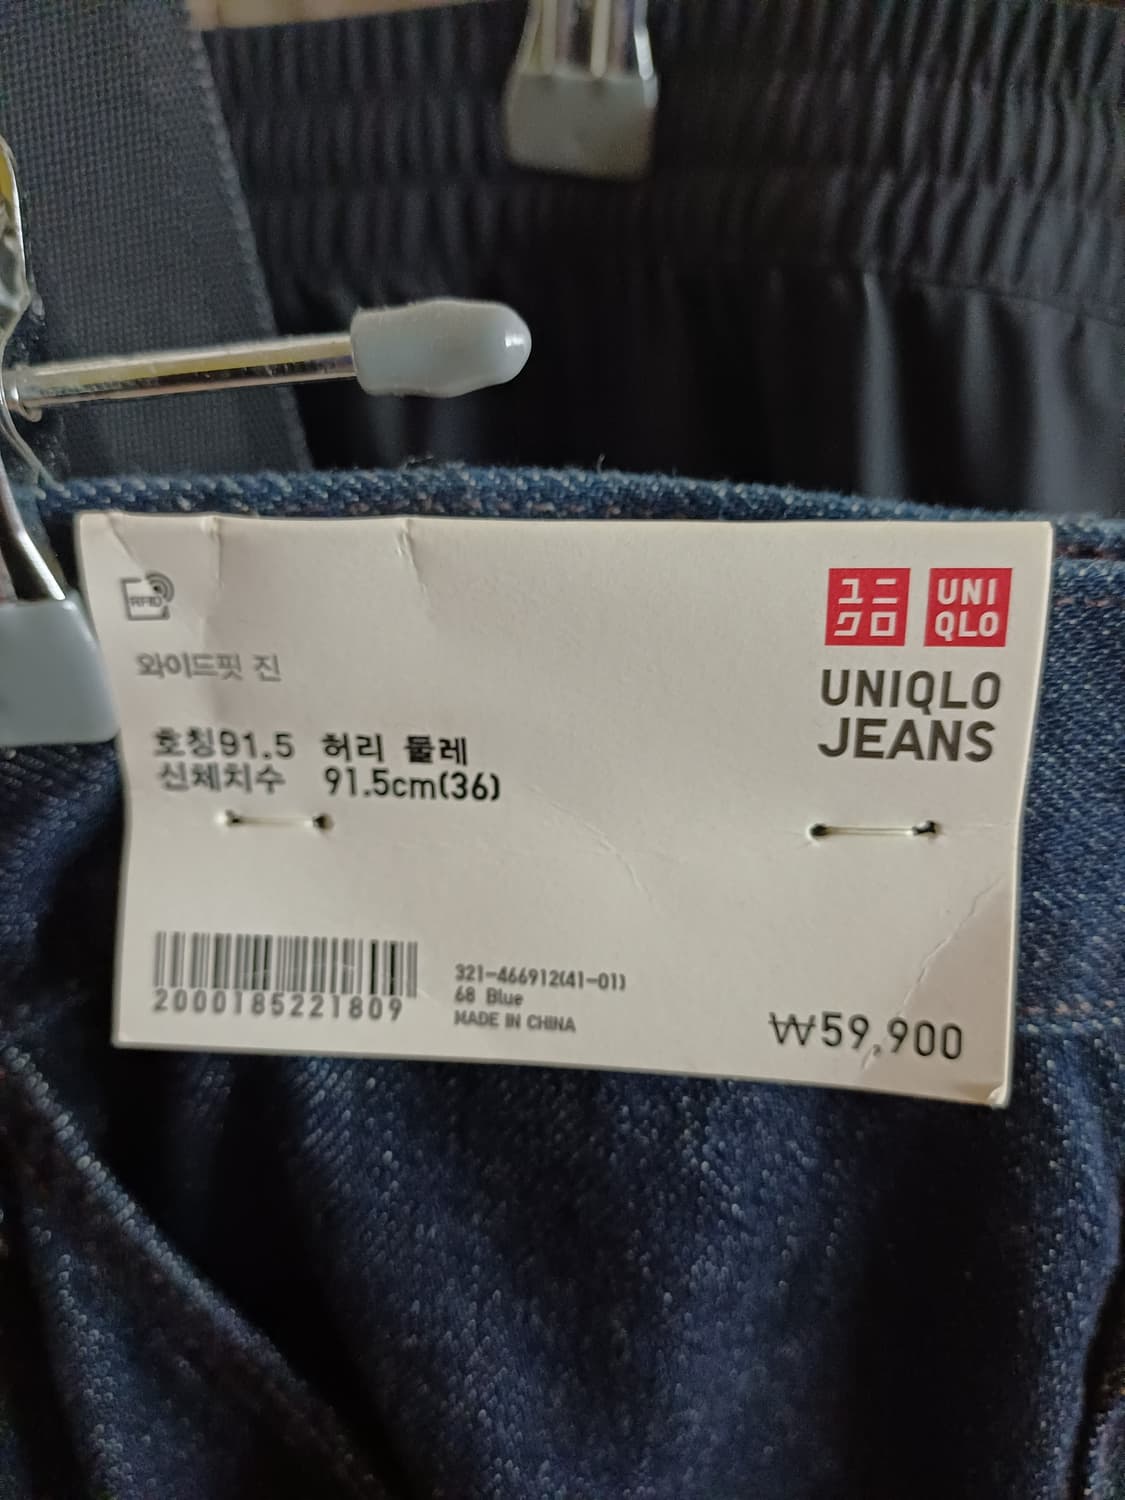 RFID
와이드핏 진
호칭91.5 허리 둘레
신체치수 91.5cm(36)
ユニ
クロ
UNI
QLO
UNIQLO
JEANS
2000185221809
321-466912(41-01)
68 Blue
MADE IN CHINA
₩59,900